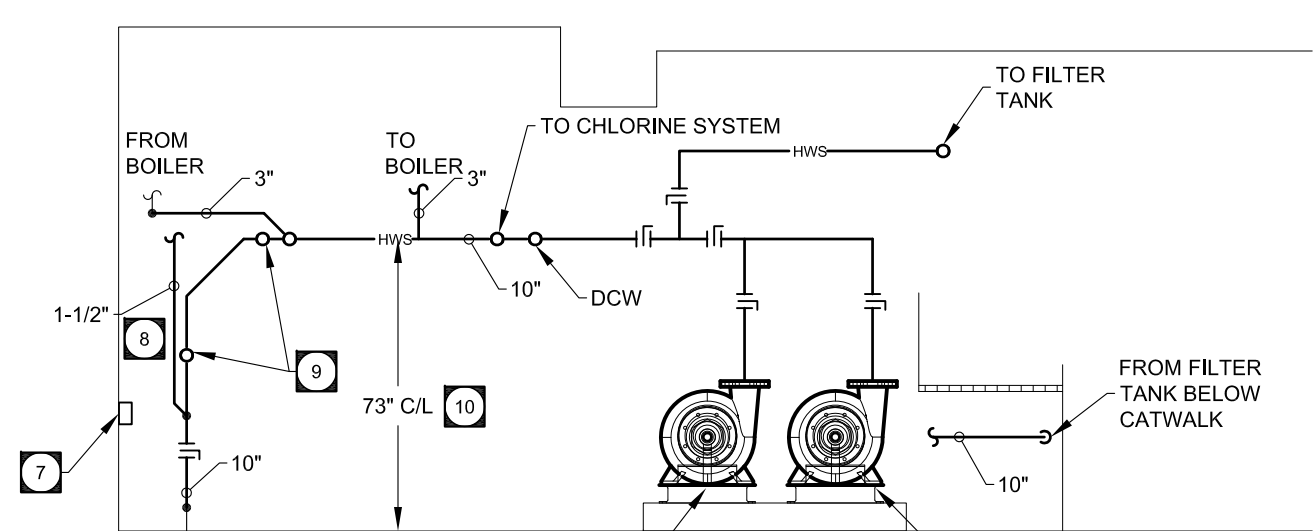 TO FILTER
TANK
HWS
FROM
BOILER
TO
BOILER
TO CHLORINE SYSTEM
3"
3"
HWS
10"
DCW
1-1/2"
8
9
73" C/L
10
7
10"
FROM FILTER
TANK BELOW
CATWALK
10"